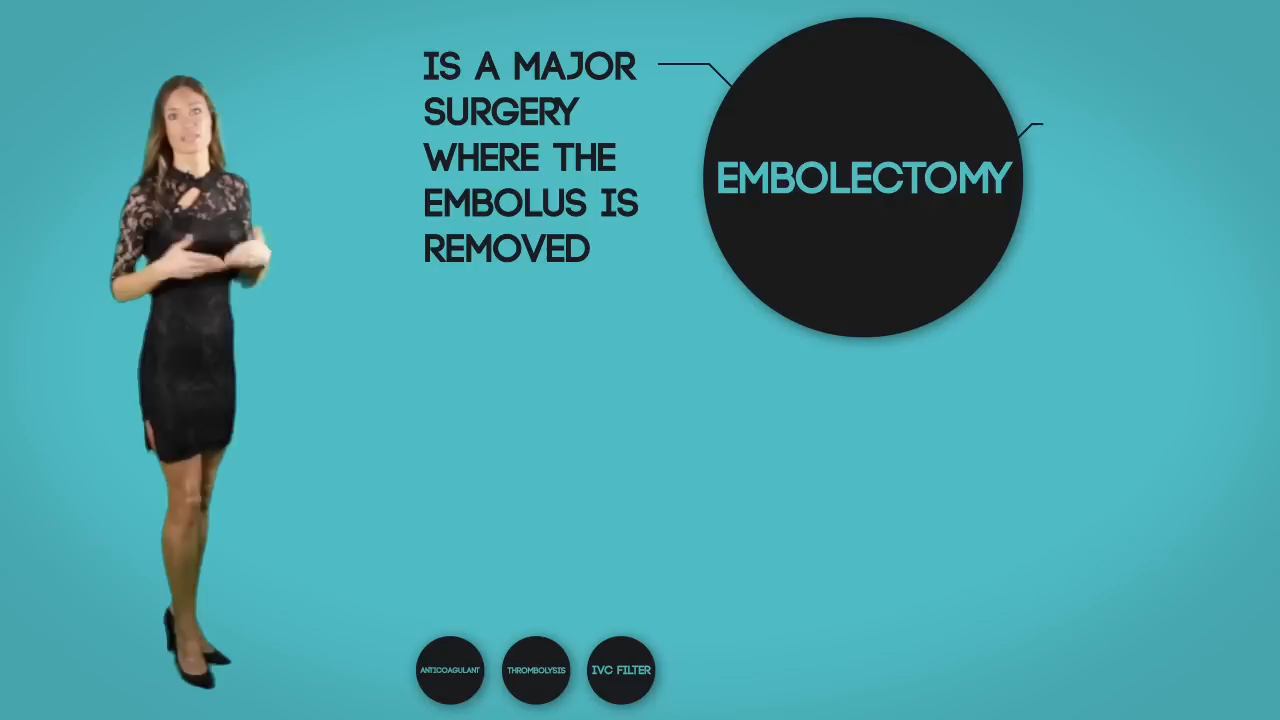 IS A MAJOR
SURGERY
WHERE THE
EMBOLUS IS
REMOVED
EMBOLECTOMY
ANTICOAGULANT
THROMBOLYSIS
IVC FILTER